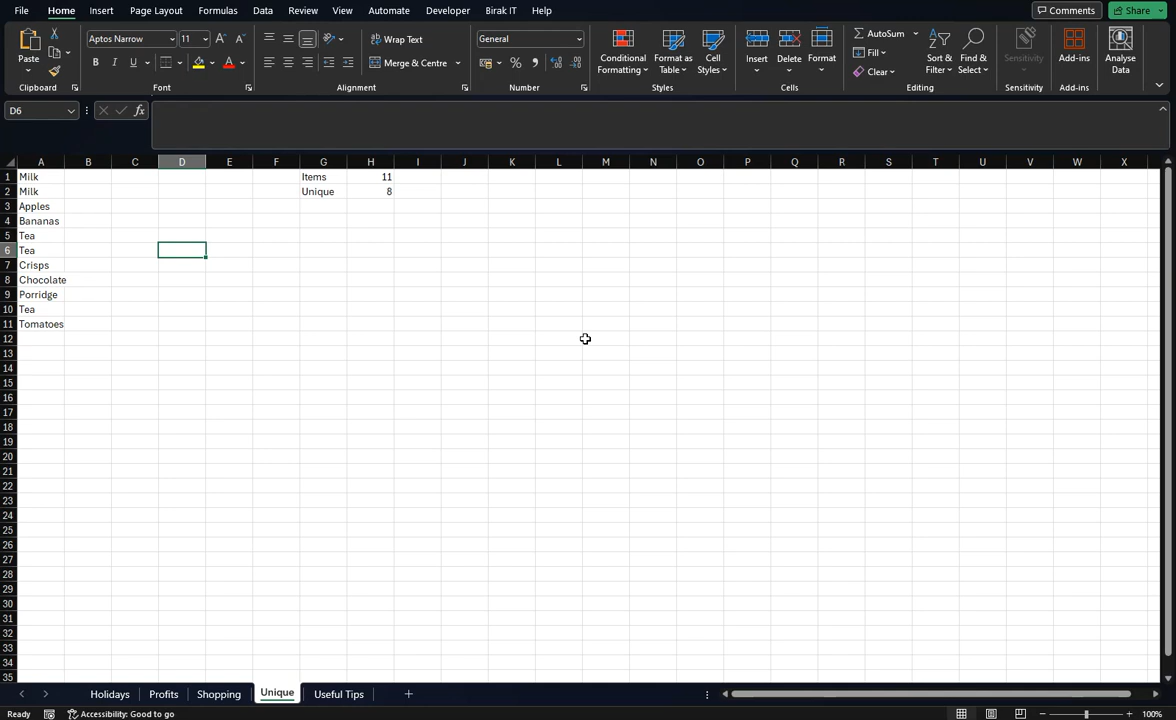 File Home Insert Page Layout Formulas Data Review View Automate Developer Birak IT Help Comments Share
Paste Aptos Narrow 11 A A B I U A Wrap Text Merge & Centre General % , Conditional Formatting Format as Table Cell Styles Insert Delete Format AutoSum Fill Clear Sort & Filter Find & Select Sensitivity Add-ins Analyse Data
Clipboard Font Alignment Number Styles Cells Editing Sensitivity Add-ins
D6 fx
A B C D E F G H I J K L M N O P Q R S T U V W X
1 Milk Items 11
2 Milk Unique 8
3 Apples
4 Bananas
5 Tea
6 Tea
7 Crisps
8 Chocolate
9 Porridge
10 Tea
11 Tomatoes
12
13
14
15
16
17
18
19
20
21
22
23
24
25
26
27
28
29
30
31
32
33
34
35
Holidays Profits Shopping Unique Useful Tips
Ready Accessibility: Good to go 100%